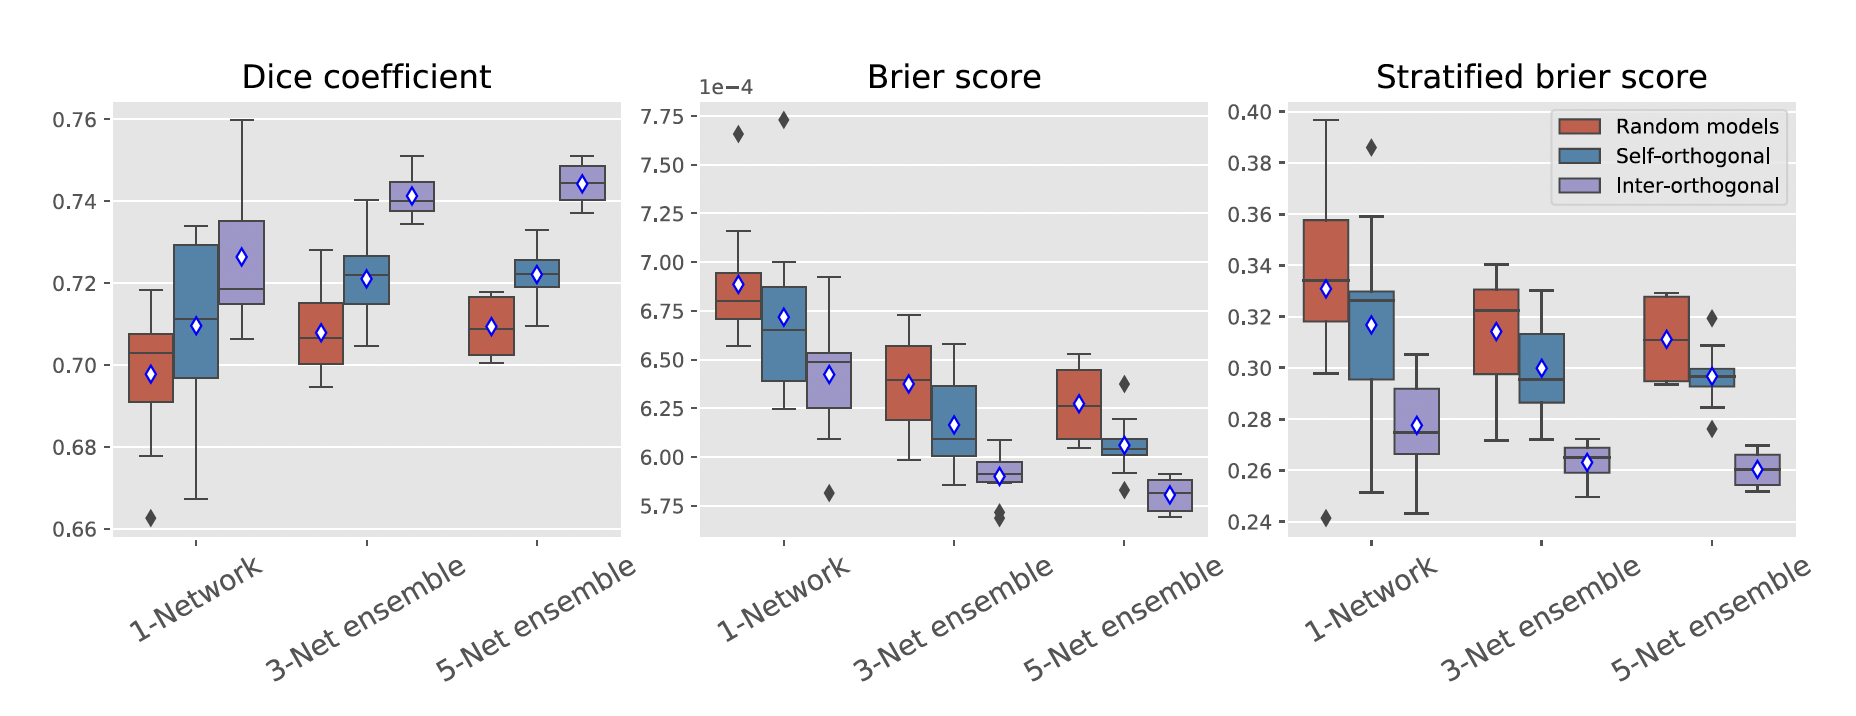 Dice coefficient
0.76
0.74
0.72
0.70
0.68
0.66
1-Network
3-Net ensemble
5-Net ensemble
Brier score
1e−4
7.75
7.50
7.25
7.00
6.75
6.50
6.25
6.00
5.75
1-Network
3-Net ensemble
5-Net ensemble
Stratified brier score
0.40
0.38
0.36
0.34
0.32
0.30
0.28
0.26
0.24
Random models
Self-orthogonal
Inter-orthogonal
1-Network
3-Net ensemble
5-Net ensemble